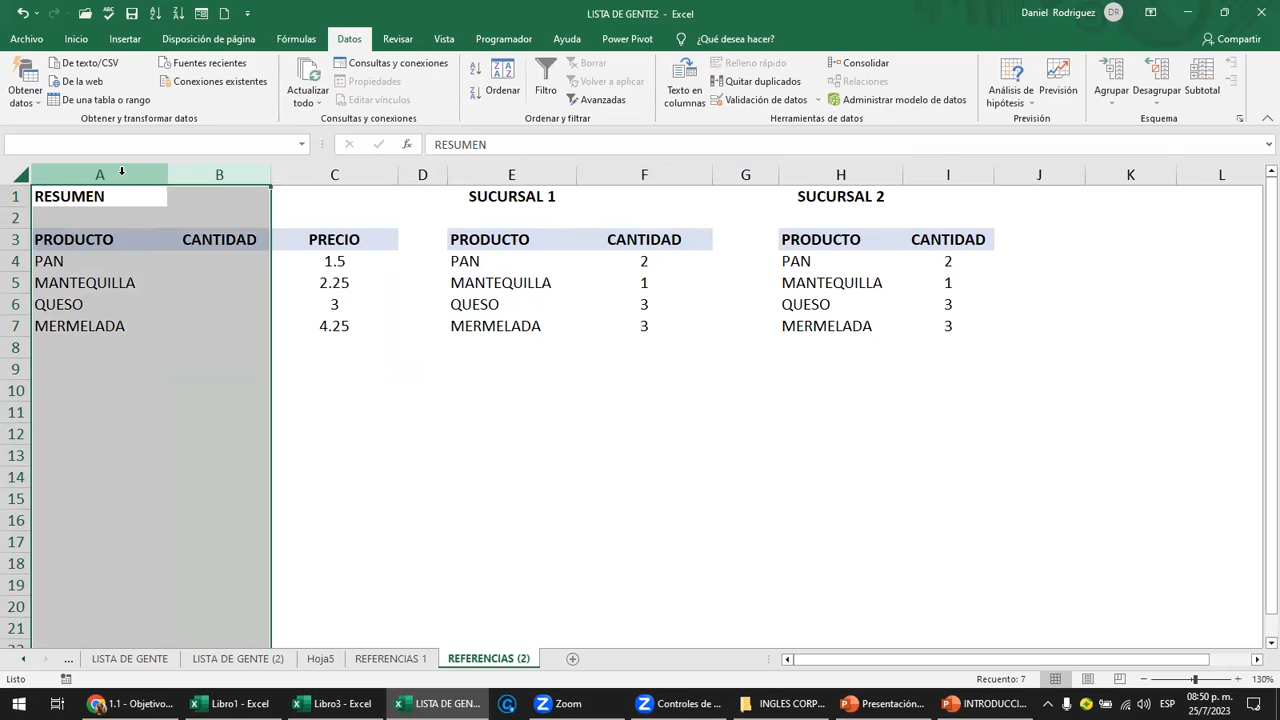 LISTA DE GENTE2 - Excel
Daniel Rodriguez DR
Archivo Inicio Insertar Disposición de página Fórmulas Datos Revisar Vista Programador Ayuda Power Pivot ¿Qué desea hacer? Compartir
Obtener datos
De texto/CSV
De la web
De una tabla o rango
Fuentes recientes
Conexiones existentes
Obtener y transformar datos
Actualizar todo
Consultas y conexiones
Propiedades
Editar vínculos
Consultas y conexiones
Ordenar
Filtro
Borrar
Volver a aplicar
Avanzadas
Ordenar y filtrar
Texto en columnas
Relleno rápido
Quitar duplicados
Validación de datos
Consolidar
Relaciones
Administrar modelo de datos
Herramientas de datos
Análisis de hipótesis
Previsión
Previsión
Agrupar
Desagrupar
Subtotal
Esquema
fx RESUMEN
A B C D E F G H I J K L
1 RESUMEN SUCURSAL 1 SUCURSAL 2
2
3 PRODUCTO CANTIDAD PRECIO PRODUCTO CANTIDAD PRODUCTO CANTIDAD
4 PAN 1.5 PAN 2 PAN 2
5 MANTEQUILLA 2.25 MANTEQUILLA 1 MANTEQUILLA 1
6 QUESO 3 QUESO 3 QUESO 3
7 MERMELADA 4.25 MERMELADA 3 MERMELADA 3
8
9
10
11
12
13
14
15
16
17
18
19
20
21
... LISTA DE GENTE LISTA DE GENTE (2) Hoja5 REFERENCIAS 1 REFERENCIAS (2)
Listo Recuento: 7 130%
1.1 - Objetivo... Libro1 - Excel Libro3 - Excel LISTA DE GEN... Zoom Controles de ... INGLES CORP... Presentación... INTRODUCCI... ESP 08:50 p. m.
25/7/2023